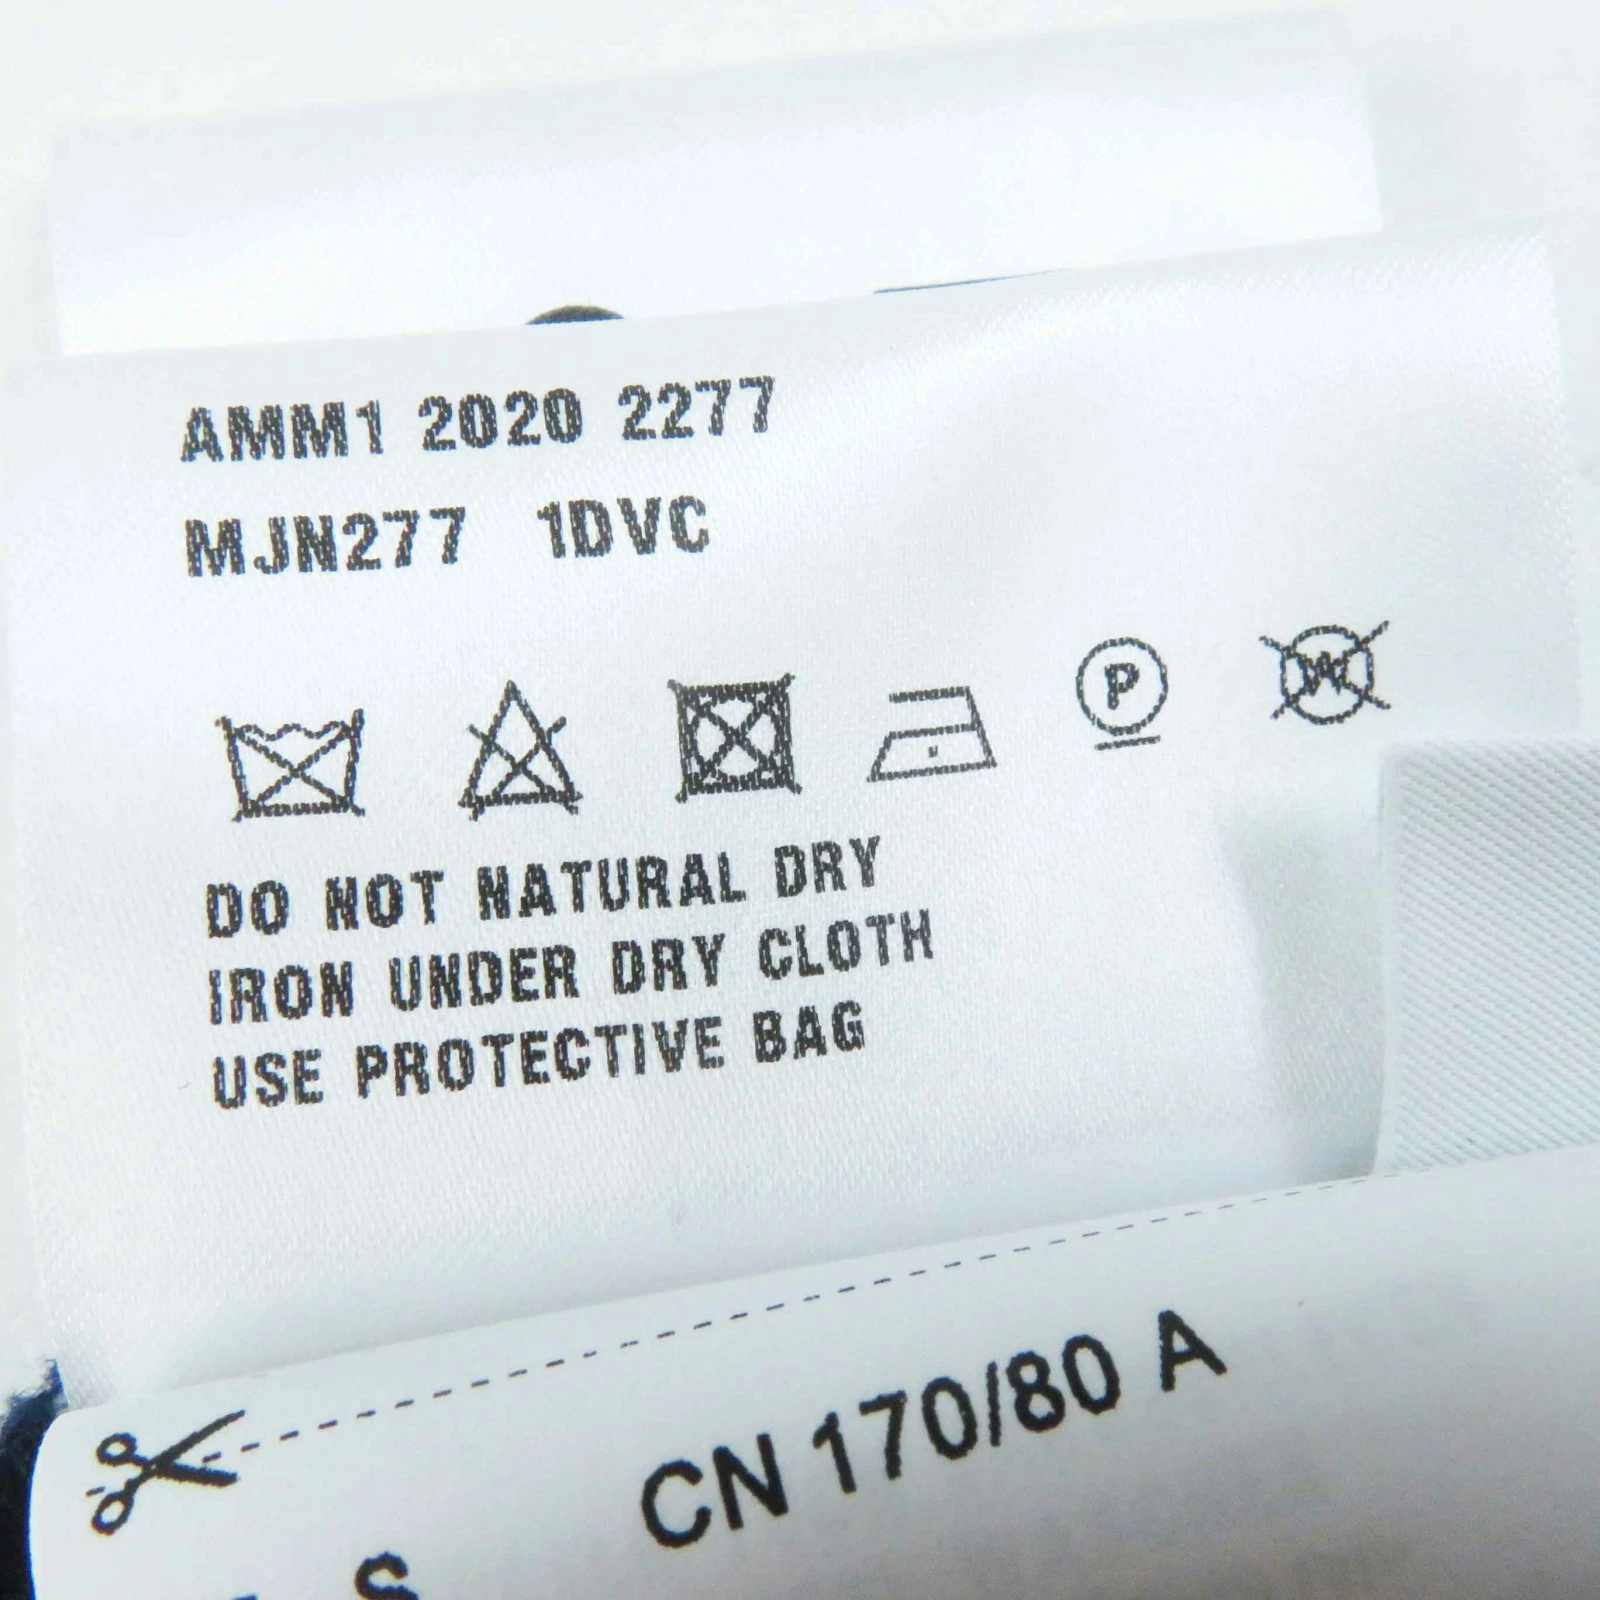 AMM1 2020 2277
MJN277 1DVC
P W
DO NOT NATURAL DRY
IRON UNDER DRY CLOTH
USE PROTECTIVE BAG
CN 170/80 A
S